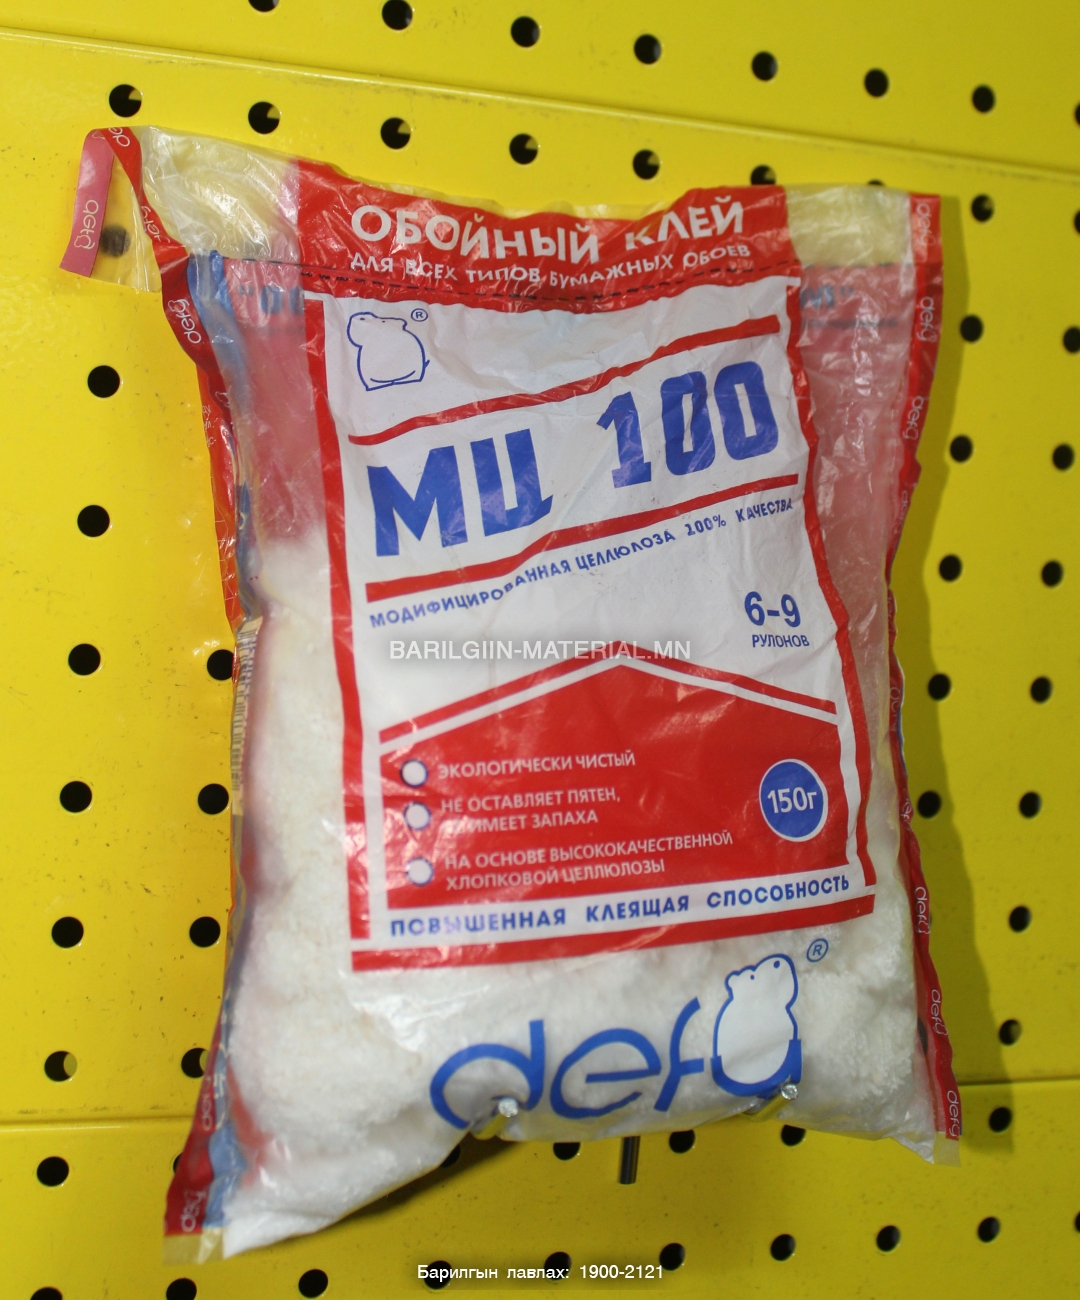 ОБОЙНЫЙ КЛЕЙ
ДЛЯ ВСЕХ ТИПОВ БУМАЖНЫХ ОБОЕВ
®
МЦ 100
МОДИФИЦИРОВАННАЯ ЦЕЛЛЮЛОЗА 100% КАЧЕСТВА
6-9
РУЛОНОВ
BARILGIIN-MATERIAL.MN
ЭКОЛОГИЧЕСКИ ЧИСТЫЙ
НЕ ОСТАВЛЯЕТ ПЯТЕН,
ИМЕЕТ ЗАПАХА
150г
НА ОСНОВЕ ВЫСОКОКАЧЕСТВЕННОЙ
ХЛОПКОВОЙ ЦЕЛЛЮЛОЗЫ
ПОВЫШЕННАЯ КЛЕЯЩАЯ СПОСОБНОСТЬ
defu ®
Барилгын лавлах: 1900-2121